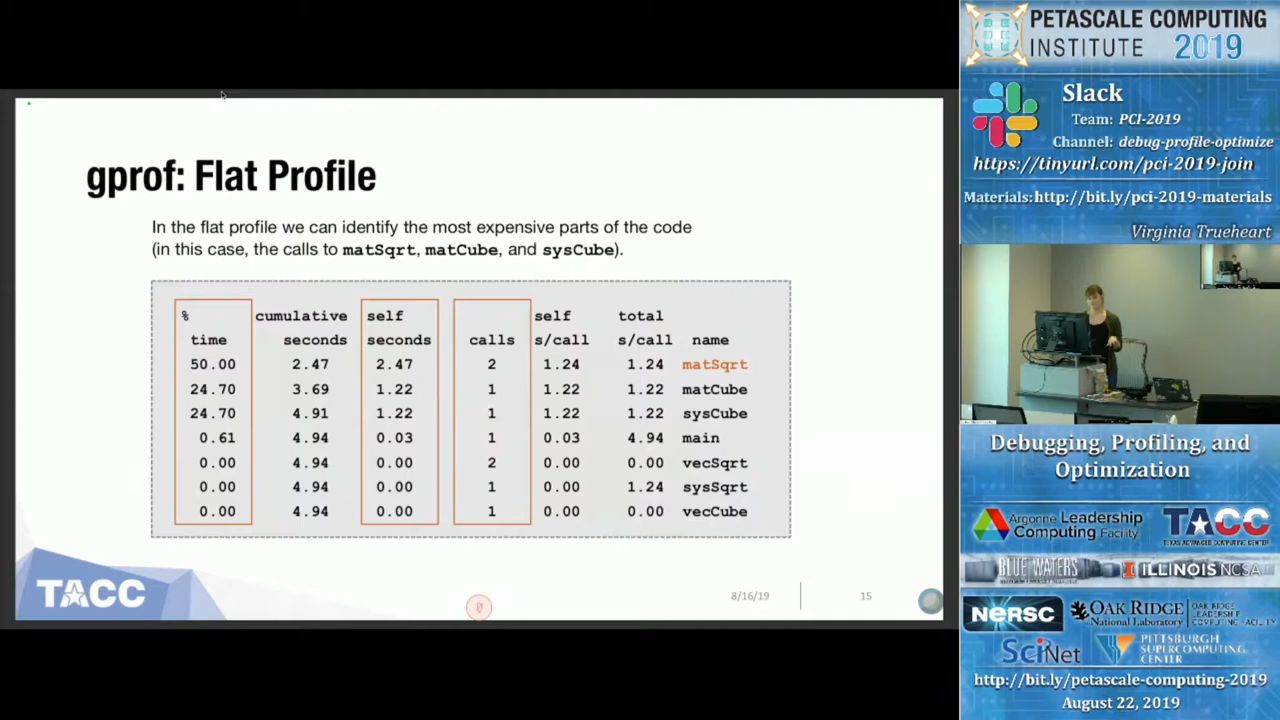 gprof: Flat Profile
In the flat profile we can identify the most expensive parts of the code
(in this case, the calls to matSqrt, matCube, and sysCube).
% cumulative self self total
time seconds seconds calls s/call s/call name
50.00 2.47 2.47 2 1.24 1.24 matSqrt
24.70 3.69 1.22 1 1.22 1.22 matCube
24.70 4.91 1.22 1 1.22 1.22 sysCube
0.61 4.94 0.03 1 0.03 4.94 main
0.00 4.94 0.00 2 0.00 0.00 vecSqrt
0.00 4.94 0.00 1 0.00 1.24 sysSqrt
0.00 4.94 0.00 1 0.00 0.00 vecCube
TACC
8/16/19
15
PETASCALE COMPUTING
INSTITUTE 2019
Slack
Team: PCI-2019
Channel: debug-profile-optimize
https://tinyurl.com/pci-2019-join
Materials: http://bit.ly/pci-2019-materials
Virginia Trueheart
Debugging, Profiling, and
Optimization
Argonne Leadership
Computing Facility
TACC
TEXAS ADVANCED COMPUTING CENTER
BLUE WATERS
ILLINOIS NCSA
NERSC
OAK RIDGE
National Laboratory
OAK RIDGE
LEADERSHIP
COMPUTING FACILITY
SciNet
PITTSBURGH
SUPERCOMPUTING
CENTER
http://bit.ly/petascale-computing-2019
August 22, 2019